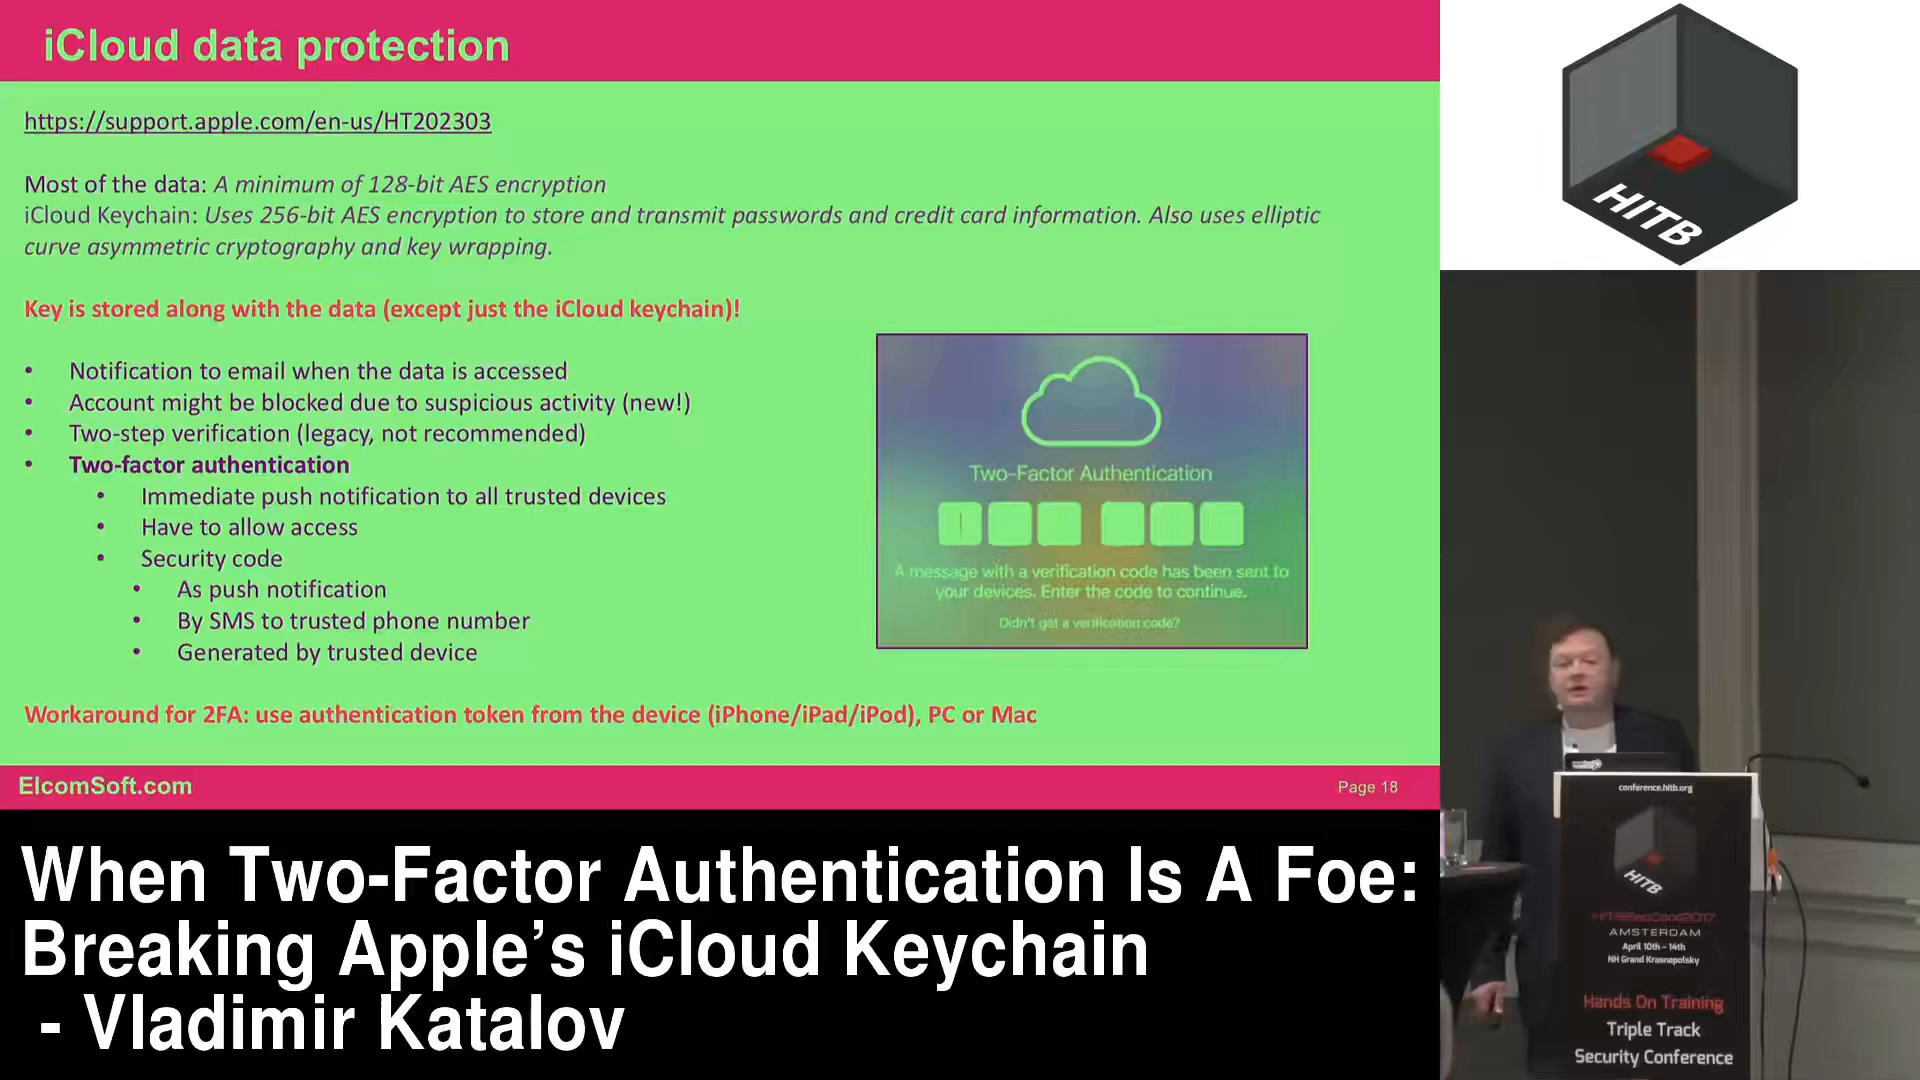 iCloud data protection
https://support.apple.com/en-us/HT202303
Most of the data: A minimum of 128-bit AES encryption
iCloud Keychain: Uses 256-bit AES encryption to store and transmit passwords and credit card information. Also uses elliptic
curve asymmetric cryptography and key wrapping.
Key is stored along with the data (except just the iCloud keychain)!
• Notification to email when the data is accessed
• Account might be blocked due to suspicious activity (new!)
• Two-step verification (legacy, not recommended)
• Two-factor authentication
• Immediate push notification to all trusted devices
• Have to allow access
• Security code
• As push notification
• By SMS to trusted phone number
• Generated by trusted device
Two-Factor Authentication
A message with a verification code has been sent to
your devices. Enter the code to continue.
Didn't get a verification code?
Workaround for 2FA: use authentication token from the device (iPhone/iPad/iPod), PC or Mac
ElcomSoft.com
Page 18
When Two-Factor Authentication Is A Foe:
Breaking Apple's iCloud Keychain
- Vladimir Katalov
HITB
conference.hitb.org
HITB
HITBSecConf2017
AMSTERDAM
April 10th - 14th
NH Grand Krasnapolsky
Hands On Training
Triple Track
Security Conference